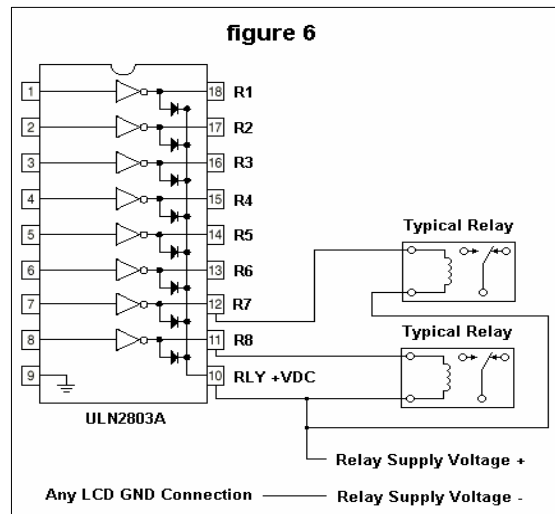 figure 6
1 18 R1
2 17 R2
3 16 R3
4 15 R4
5 14 R5
6 13 R6
7 12 R7
8 11 R8
9 10 RLY +VDC
ULN2803A
Typical Relay
Typical Relay
Relay Supply Voltage +
Any LCD GND Connection Relay Supply Voltage -